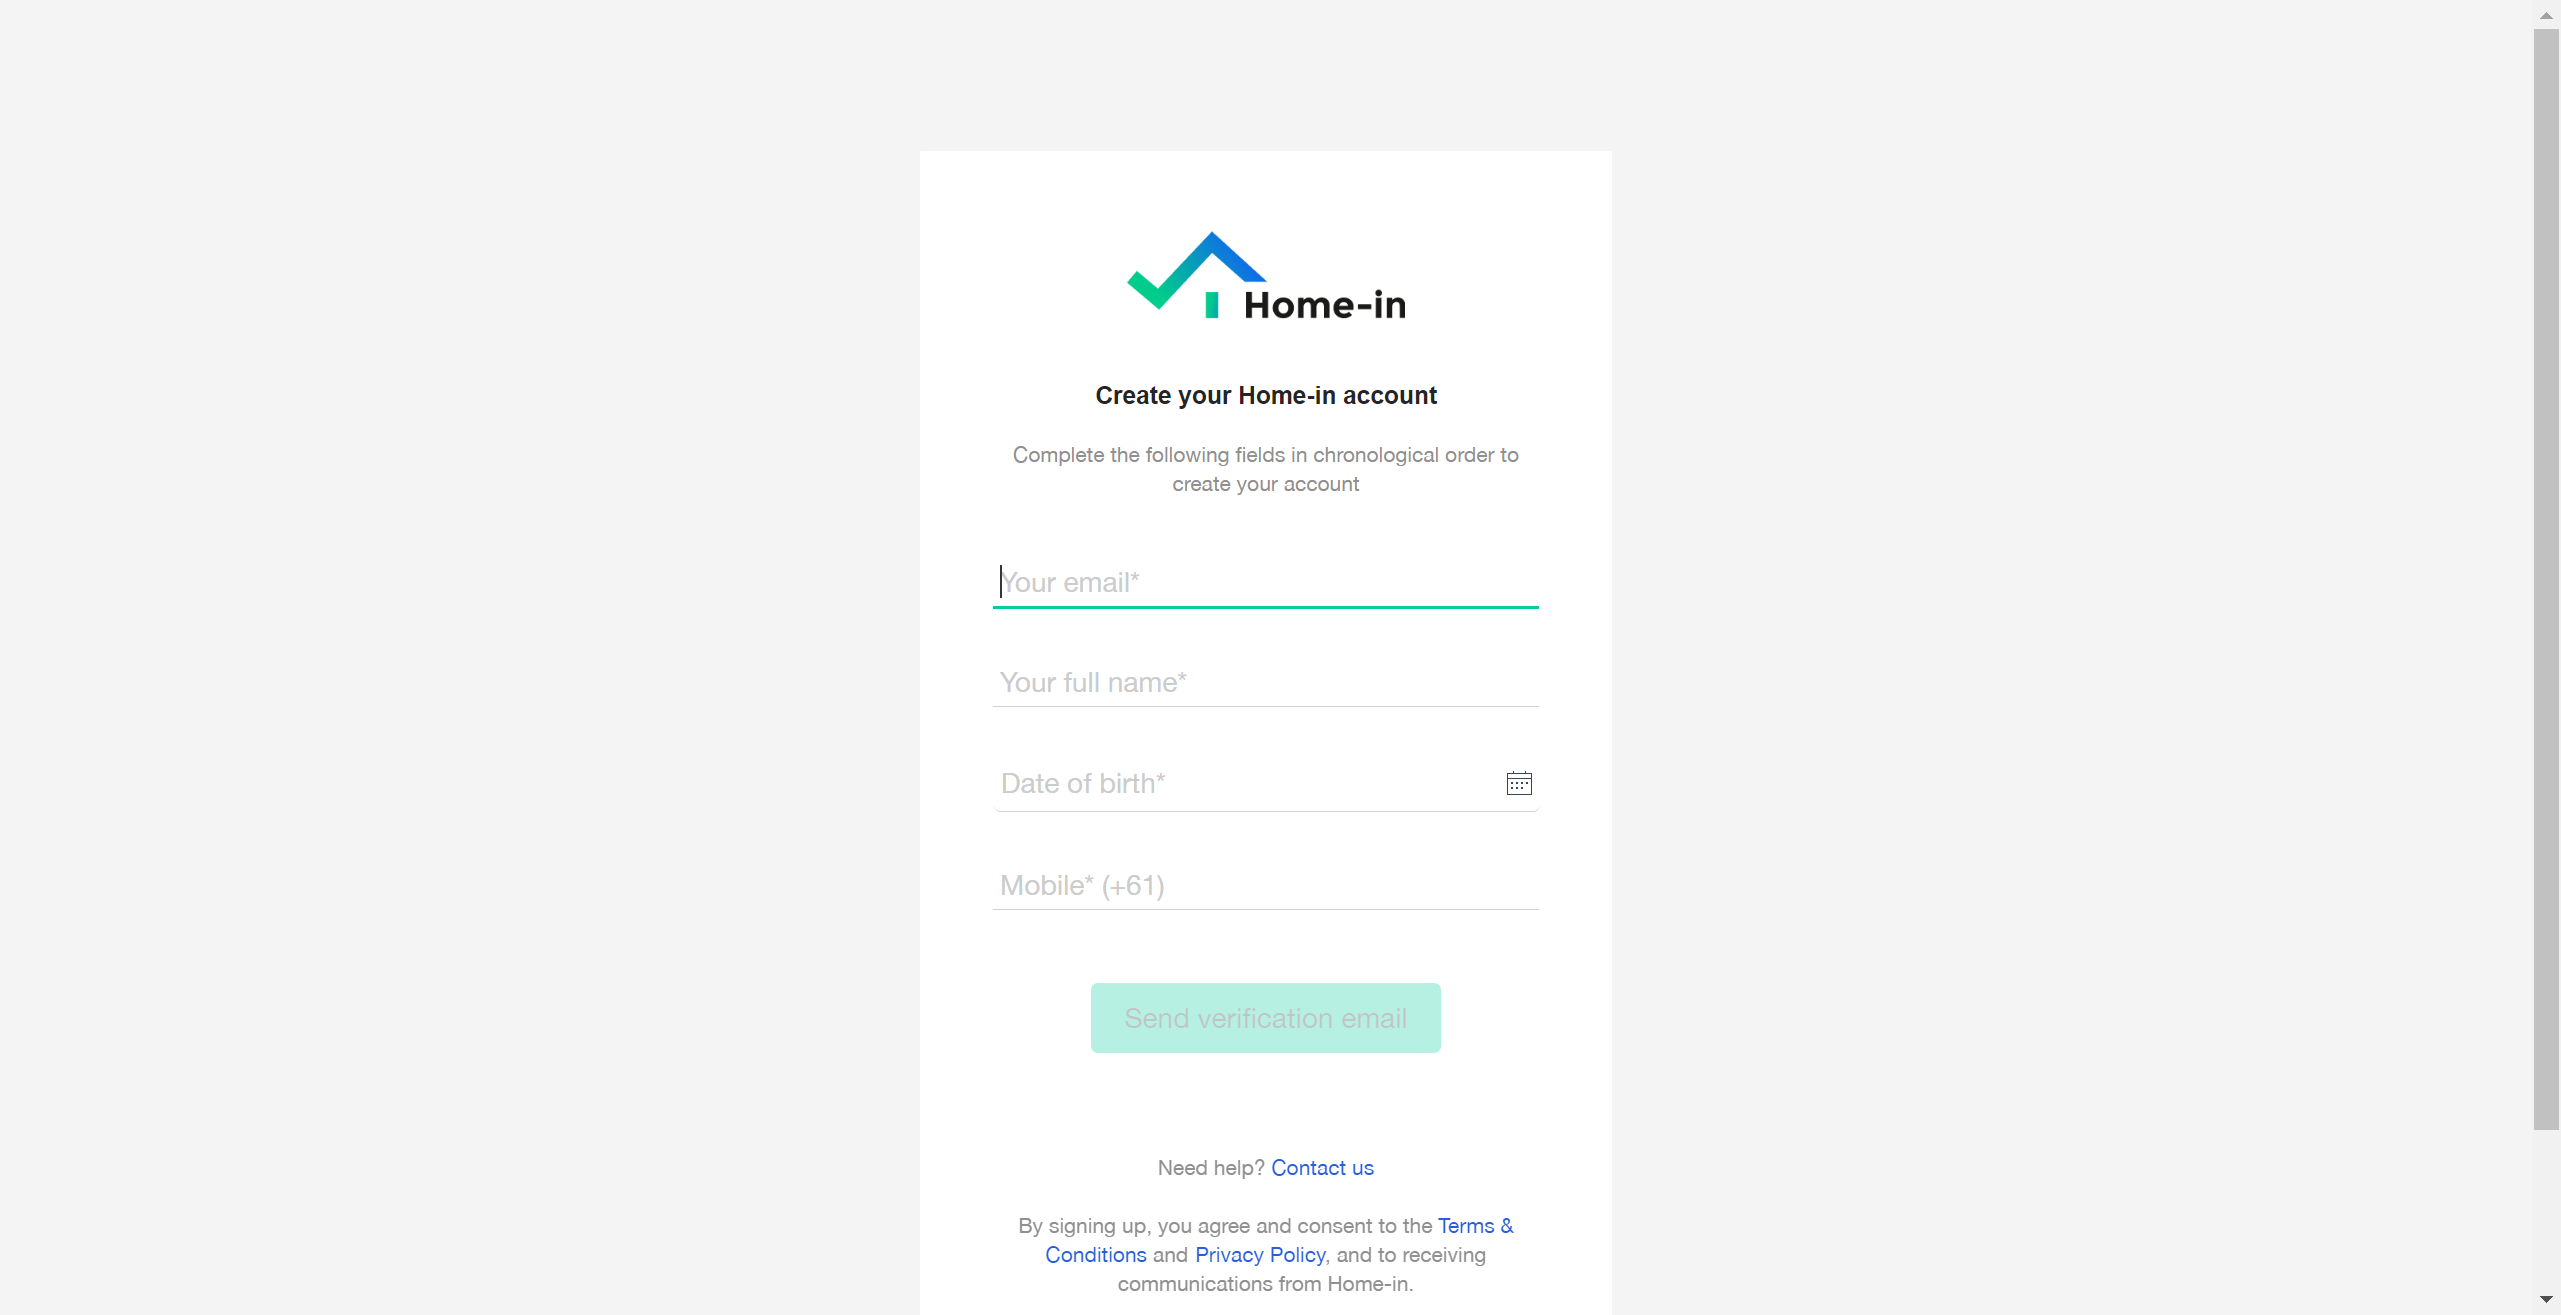 Home-in
Create your Home-in account
Complete the following fields in chronological order to
create your account
Your email*
Your full name*
Date of birth*
Mobile* (+61)
Send verification email
Need help? Contact us
By signing up, you agree and consent to the Terms &
Conditions and Privacy Policy, and to receiving
communications from Home-in.